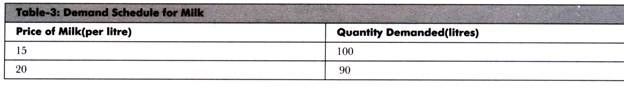 Table-3: Demand Schedule for Milk
Price of Milk(per litre) Quantity Demanded(litres)
15 100
20 90